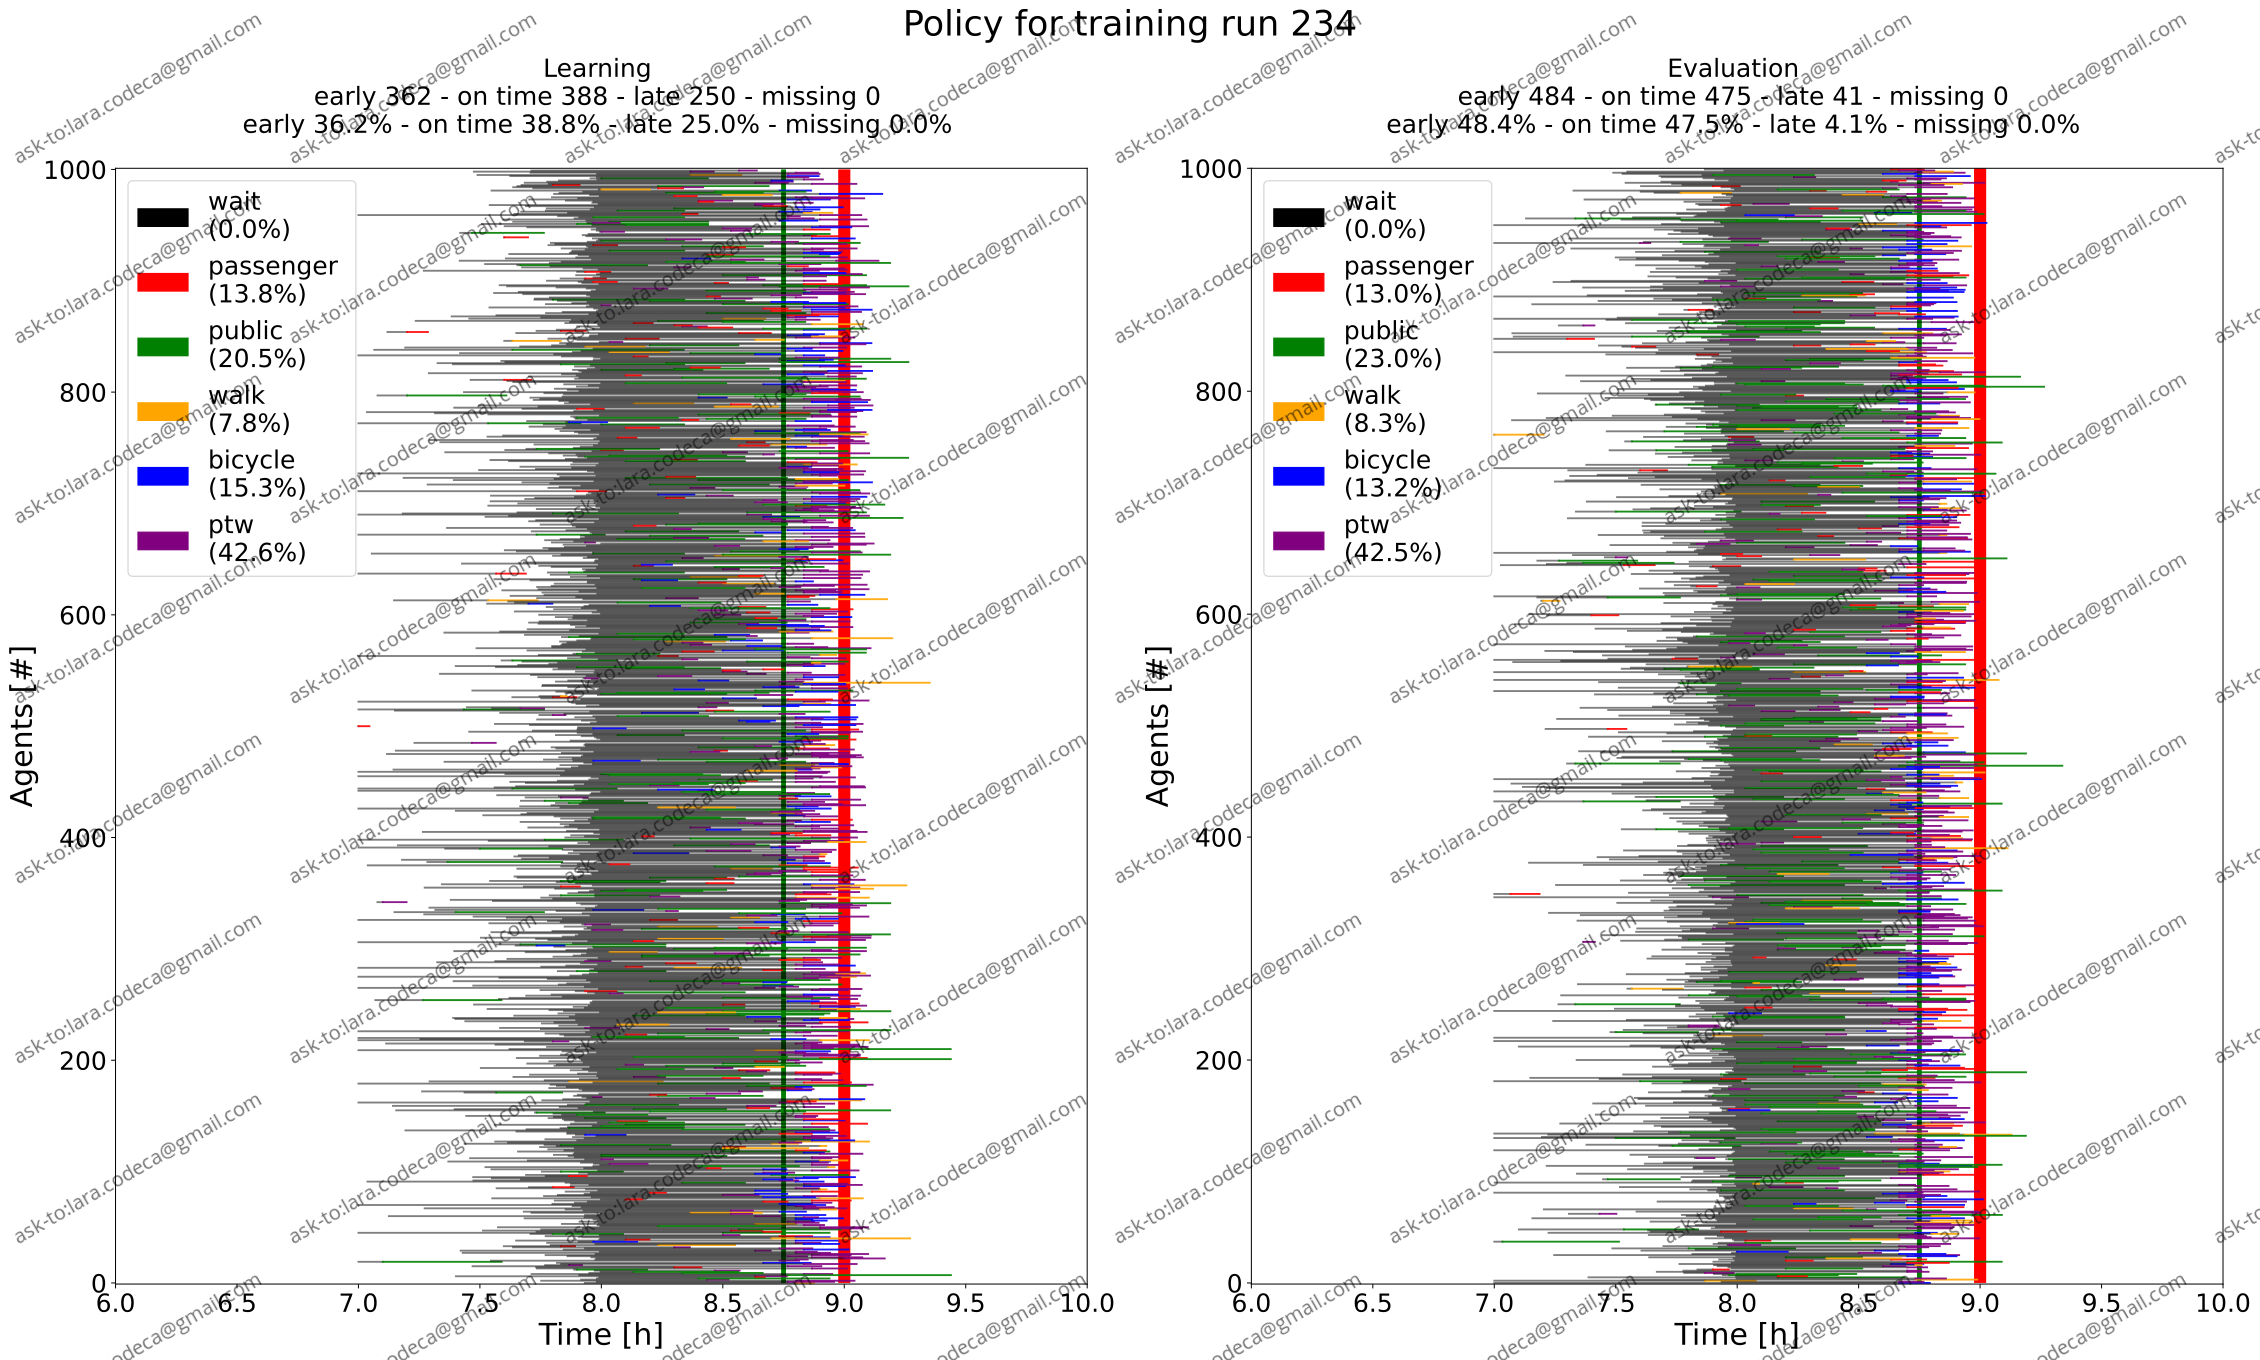 Policy for training run 234
Learning
early 362 - on time 388 - late 250 - missing 0
early 36.2% - on time 38.8% - late 25.0% - missing 0.0%
1000
800
600
400
200
0
Agents [#]
wait
(0.0%)
passenger
(13.8%)
public
(20.5%)
walk
(7.8%)
bicycle
(15.3%)
ptw
(42.6%)
6.0 6.5 7.0 7.5 8.0 8.5 9.0 9.5 10.0
Time [h]
Evaluation
early 484 - on time 475 - late 41 - missing 0
early 48.4% - on time 47.5% - late 4.1% - missing 0.0%
1000
800
600
400
200
0
Agents [#]
wait
(0.0%)
passenger
(13.0%)
public
(23.0%)
walk
(8.3%)
bicycle
(13.2%)
ptw
(42.5%)
6.0 6.5 7.0 7.5 8.0 8.5 9.0 9.5 10.0
Time [h]
ask-to:lara.codeca@gmail.com